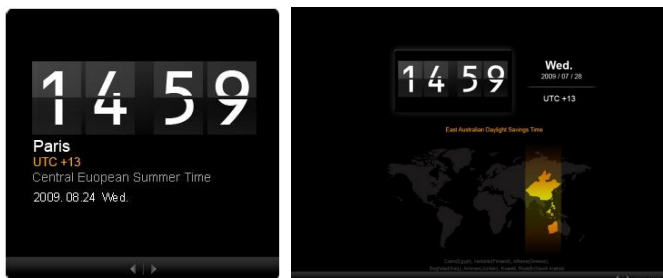 14 59
Paris
UTC +13
Central Euopean Summer Time
2009. 08.24 Wed.
14 59
Wed.
2009 / 07 / 28
UTC +13
East Australian Daylight Savings Time